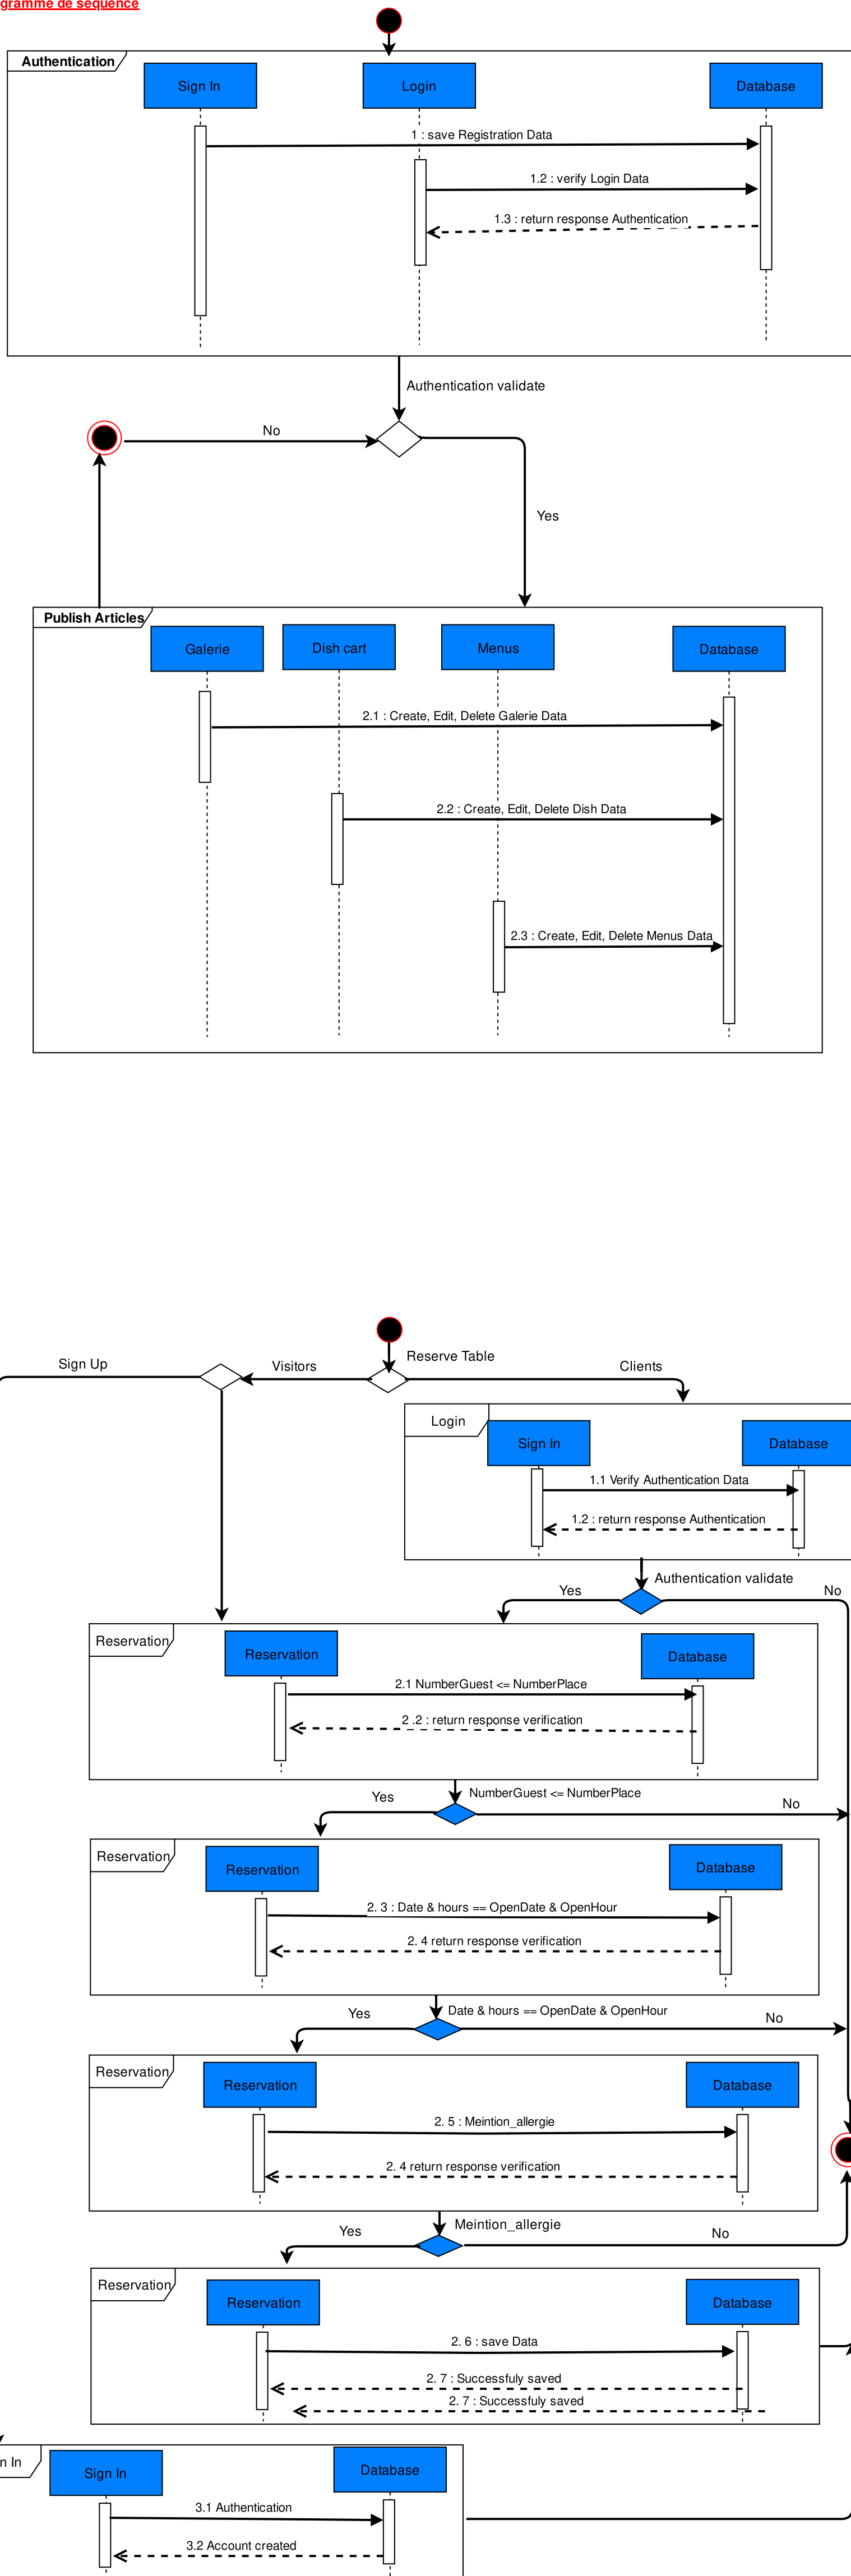 gramme de séquence
Authentication
Sign In
Login
Database
1 : save Registration Data
1.2 : verify Login Data
1.3 : return response Authentication
Authentication validate
No
Yes
Publish Articles
Galerie
Dish cart
Menus
Database
2.1 : Create, Edit, Delete Galerie Data
2.2 : Create, Edit, Delete Dish Data
2.3 : Create, Edit, Delete Menus Data
Reserve Table
Sign Up
Visitors
Clients
Login
Sign In
Database
1.1 Verify Authentication Data
1.2 : return response Authentication
Authentication validate
Yes
No
Reservation
Reservation
Database
2.1 NumberGuest <= NumberPlace
2 .2 : return response verification
NumberGuest <= NumberPlace
Yes
No
Reservation
Reservation
Database
2. 3 : Date & hours == OpenDate & OpenHour
2. 4 return response verification
Date & hours == OpenDate & OpenHour
Yes
No
Reservation
Reservation
Database
2. 5 : Meintion_allergie
2. 4 return response verification
Meintion_allergie
Yes
No
Reservation
Reservation
Database
2. 6 : save Data
2. 7 : Successfuly saved
2. 7 : Successfuly saved
n In
Sign In
Database
3.1 Authentication
3.2 Account created